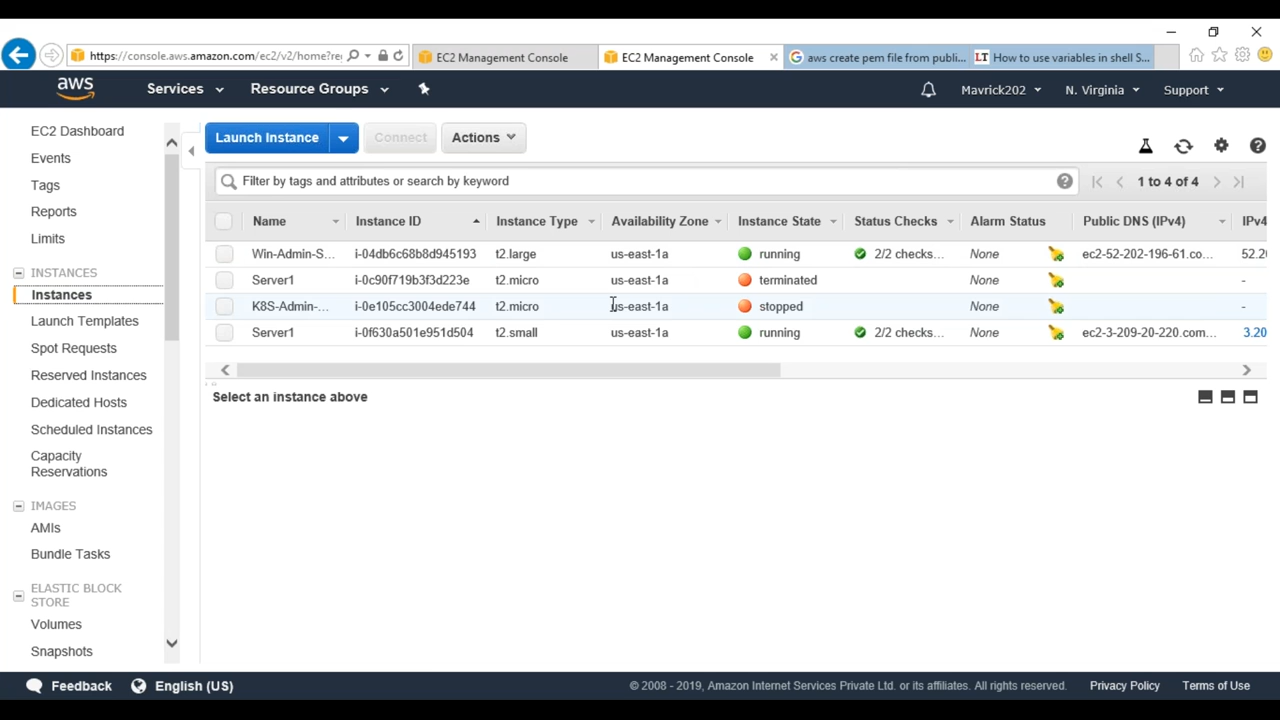 https://console.aws.amazon.com/ec2/v2/home?re
EC2 Management Console
EC2 Management Console
aws create pem file from publi...
LT How to use variables in shell S...
aws
Services
Resource Groups
Mavrick202
N. Virginia
Support
EC2 Dashboard
Events
Tags
Reports
Limits
INSTANCES
Instances
Launch Templates
Spot Requests
Reserved Instances
Dedicated Hosts
Scheduled Instances
Capacity
Reservations
IMAGES
AMIs
Bundle Tasks
ELASTIC BLOCK
STORE
Volumes
Snapshots
Launch Instance
Connect
Actions
Filter by tags and attributes or search by keyword
1 to 4 of 4
Name Instance ID Instance Type Availability Zone Instance State Status Checks Alarm Status Public DNS (IPv4) IPv4
Win-Admin-S... i-04db6c68b8d945193 t2.large us-east-1a running 2/2 checks... None ec2-52-202-196-61.co... 52.20
Server1 i-0c90f719b3f3d223e t2.micro us-east-1a terminated None -
K8S-Admin-... i-0e105cc3004ede744 t2.micro us-east-1a stopped None -
Server1 i-0f630a501e951d504 t2.small us-east-1a running 2/2 checks... None ec2-3-209-20-220.com... 3.20
Select an instance above
Feedback
English (US)
© 2008 - 2019, Amazon Internet Services Private Ltd. or its affiliates. All rights reserved.
Privacy Policy
Terms of Use